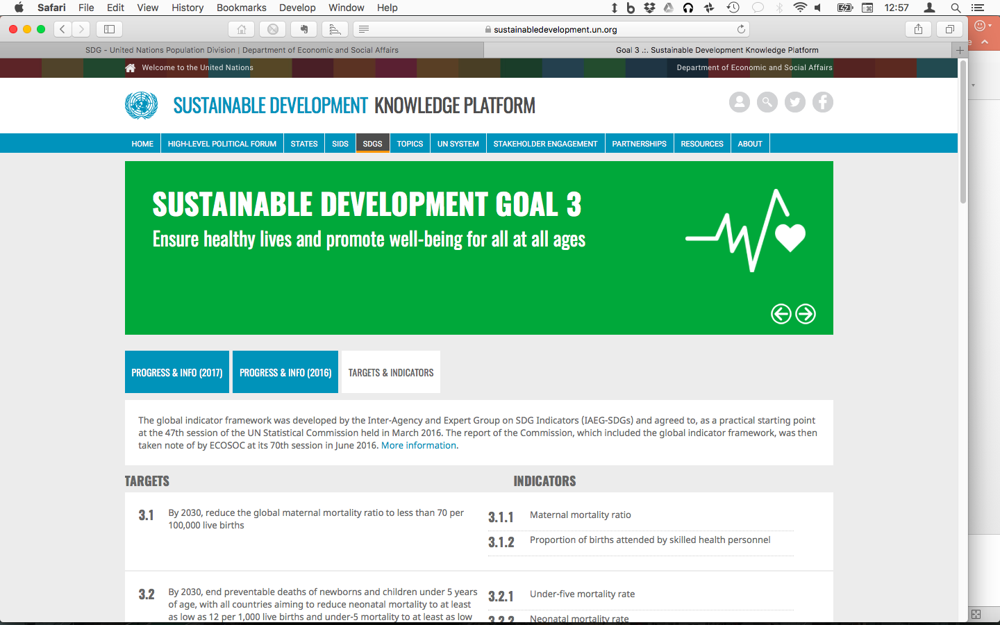 Safari File Edit View History Bookmarks Develop Window Help 12:57
sustainabledevelopment.un.org
SDG - United Nations Population Division | Department of Economic and Social Affairs
Goal 3 .:. Sustainable Development Knowledge Platform
Welcome to the United Nations
Department of Economic and Social Affairs
SUSTAINABLE DEVELOPMENT KNOWLEDGE PLATFORM
HOME HIGH-LEVEL POLITICAL FORUM STATES SIDS SDGS TOPICS UN SYSTEM STAKEHOLDER ENGAGEMENT PARTNERSHIPS RESOURCES ABOUT
SUSTAINABLE DEVELOPMENT GOAL 3
Ensure healthy lives and promote well-being for all at all ages
PROGRESS & INFO (2017) PROGRESS & INFO (2016) TARGETS & INDICATORS
The global indicator framework was developed by the Inter-Agency and Expert Group on SDG Indicators (IAEG-SDGs) and agreed to, as a practical starting point
at the 47th session of the UN Statistical Commission held in March 2016. The report of the Commission, which included the global indicator framework, was then
taken note of by ECOSOC at its 70th session in June 2016. More information.
TARGETS
INDICATORS
3.1 By 2030, reduce the global maternal mortality ratio to less than 70 per
100,000 live births
3.1.1 Maternal mortality ratio
3.1.2 Proportion of births attended by skilled health personnel
3.2 By 2030, end preventable deaths of newborns and children under 5 years
of age, with all countries aiming to reduce neonatal mortality to at least
as low as 12 per 1,000 live births and under-5 mortality to at least as low
3.2.1 Under-five mortality rate
3.2.2 Neonatal mortality rate